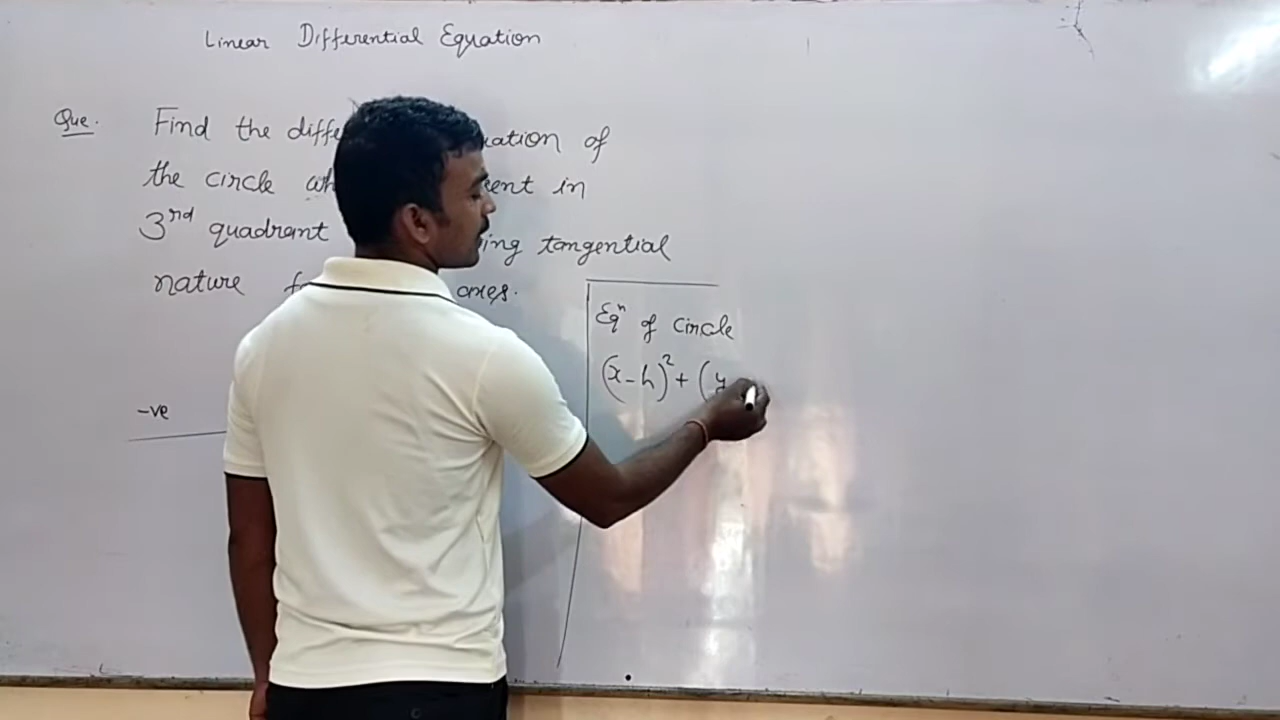 Linear Differential Equation
Que. Find the diffe uation of
the circle wh ent in
3rd quadrant ing tangential
nature f axes.
Eqn of circle
(x-h)²+(y
-ve